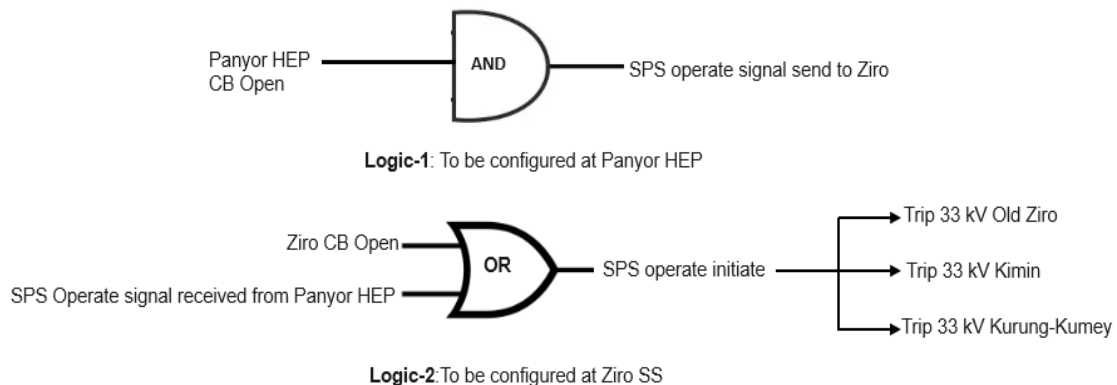 Panyor HEP
CB Open
AND
SPS operate signal send to Ziro
Logic-1: To be configured at Panyor HEP
Ziro CB Open
SPS Operate signal received from Panyor HEP
OR
SPS operate initiate
Trip 33 kV Old Ziro
Trip 33 kV Kimin
Trip 33 kV Kurung-Kumey
Logic-2:To be configured at Ziro SS